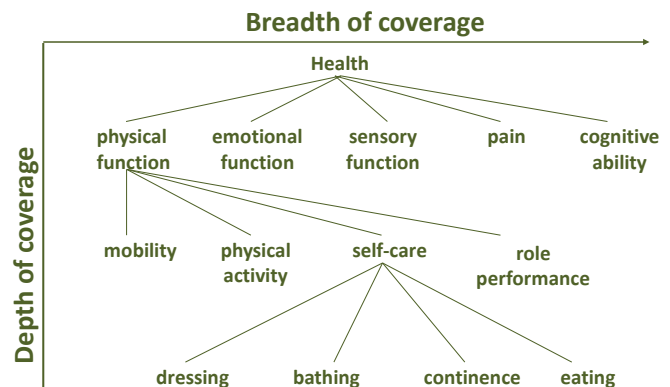 Breadth of coverage
Depth of coverage
Health
physical function
emotional function
sensory function
pain
cognitive ability
mobility
physical activity
self-care
role performance
dressing
bathing
continence
eating